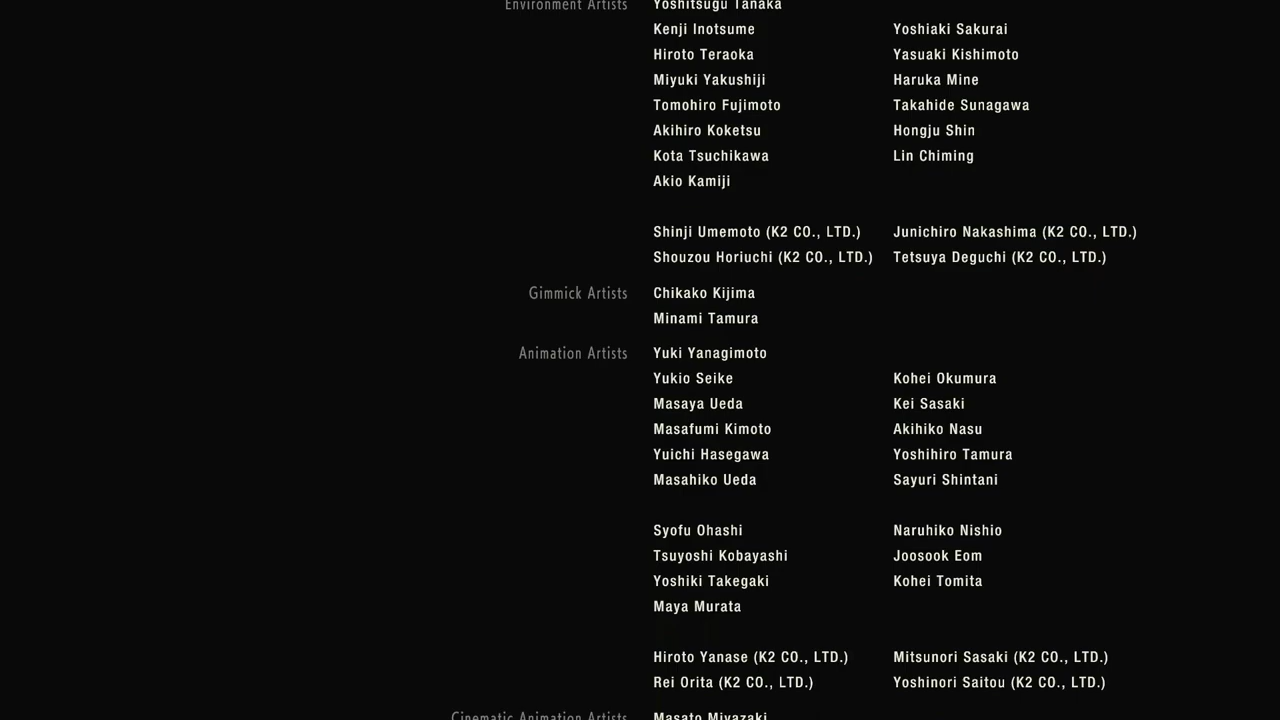 Environment Artists Yoshitsugu Tanaka
Kenji Inotsume Yoshiaki Sakurai
Hiroto Teraoka Yasuaki Kishimoto
Miyuki Yakushiji Haruka Mine
Tomohiro Fujimoto Takahide Sunagawa
Akihiro Koketsu Hongju Shin
Kota Tsuchikawa Lin Chiming
Akio Kamiji
Shinji Umemoto (K2 CO., LTD.) Junichiro Nakashima (K2 CO., LTD.)
Shouzou Horiuchi (K2 CO., LTD.) Tetsuya Deguchi (K2 CO., LTD.)
Gimmick Artists Chikako Kijima
Minami Tamura
Animation Artists Yuki Yanagimoto
Yukio Seike Kohei Okumura
Masaya Ueda Kei Sasaki
Masafumi Kimoto Akihiko Nasu
Yuichi Hasegawa Yoshihiro Tamura
Masahiko Ueda Sayuri Shintani
Syofu Ohashi Naruhiko Nishio
Tsuyoshi Kobayashi Joosook Eom
Yoshiki Takegaki Kohei Tomita
Maya Murata
Hiroto Yanase (K2 CO., LTD.) Mitsunori Sasaki (K2 CO., LTD.)
Rei Orita (K2 CO., LTD.) Yoshinori Saitou (K2 CO., LTD.)
Cinematic Animation Artists Masato Miyazaki